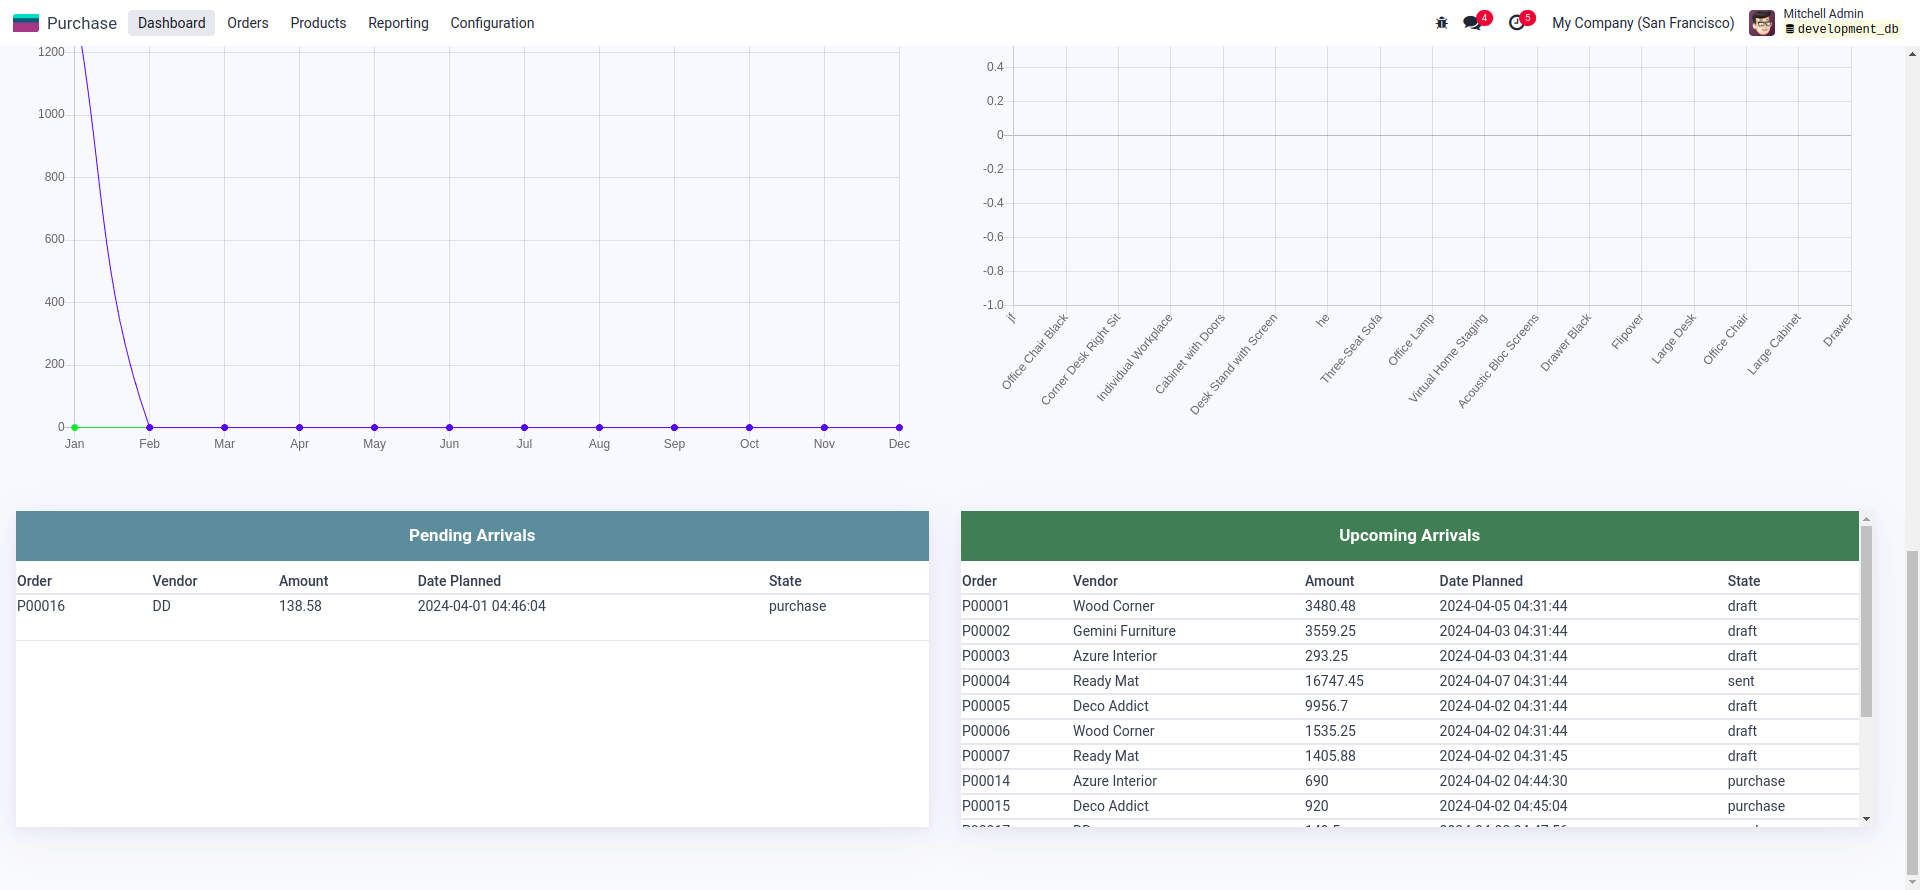 Purchase Dashboard Orders Products Reporting Configuration 4 5 My Company (San Francisco) Mitchell Admin
development_db
1200
1000
800
600
400
200
0
Jan Feb Mar Apr May Jun Jul Aug Sep Oct Nov Dec
0.4
0.2
0
-0.2
-0.4
-0.6
-0.8
-1.0
jf
Office Chair Black
Corner Desk Right Sit
Individual Workplace
Cabinet with Doors
Desk Stand with Screen
he
Three-Seat Sofa
Office Lamp
Virtual Home Staging
Acoustic Bloc Screens
Drawer Black
Flipover
Large Desk
Office Chair
Large Cabinet
Drawer
Pending Arrivals
Order Vendor Amount Date Planned State
P00016 DD 138.58 2024-04-01 04:46:04 purchase
Upcoming Arrivals
Order Vendor Amount Date Planned State
P00001 Wood Corner 3480.48 2024-04-05 04:31:44 draft
P00002 Gemini Furniture 3559.25 2024-04-03 04:31:44 draft
P00003 Azure Interior 293.25 2024-04-03 04:31:44 draft
P00004 Ready Mat 16747.45 2024-04-07 04:31:44 sent
P00005 Deco Addict 9956.7 2024-04-02 04:31:44 draft
P00006 Wood Corner 1535.25 2024-04-02 04:31:44 draft
P00007 Ready Mat 1405.88 2024-04-02 04:31:45 draft
P00014 Azure Interior 690 2024-04-02 04:44:30 purchase
P00015 Deco Addict 920 2024-04-02 04:45:04 purchase